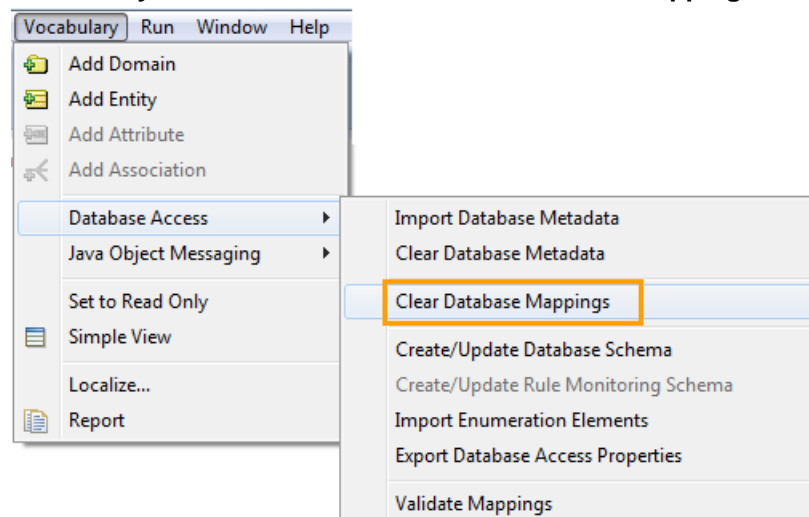 Vocabulary Run Window Help
Add Domain
Add Entity
Add Attribute
Add Association
Database Access
Java Object Messaging
Set to Read Only
Simple View
Localize...
Report
Import Database Metadata
Clear Database Metadata
Clear Database Mappings
Create/Update Database Schema
Create/Update Rule Monitoring Schema
Import Enumeration Elements
Export Database Access Properties
Validate Mappings